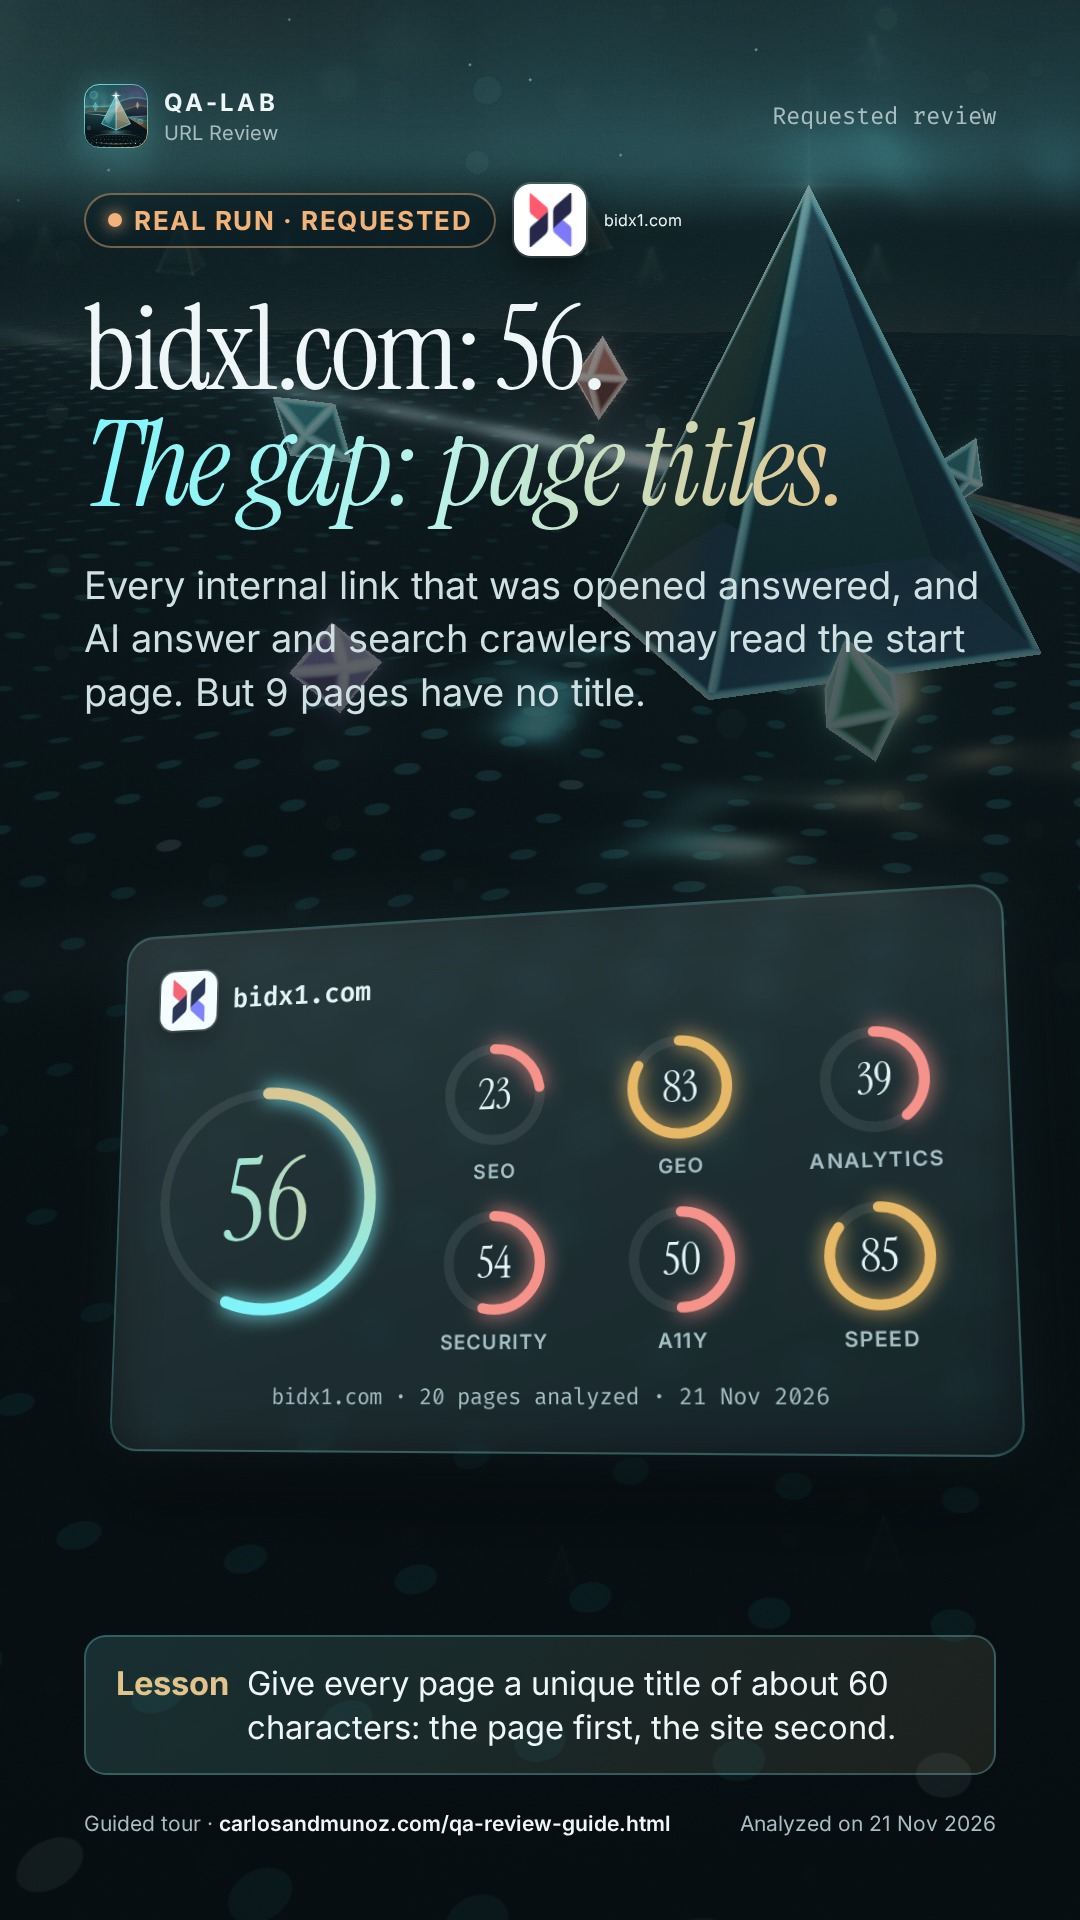 QA-LAB
URL Review
Requested review
REAL RUN · REQUESTED
bidx1.com
bidx1.com: 56.
The gap: page titles.
Every internal link that was opened answered, and
AI answer and search crawlers may read the start
page. But 9 pages have no title.
bidx1.com
56
23
SEO
83
GEO
39
ANALYTICS
54
SECURITY
50
A11Y
85
SPEED
bidx1.com · 20 pages analyzed · 21 Nov 2026
Lesson Give every page a unique title of about 60
characters: the page first, the site second.
Guided tour · carlosandmunoz.com/qa-review-guide.html
Analyzed on 21 Nov 2026